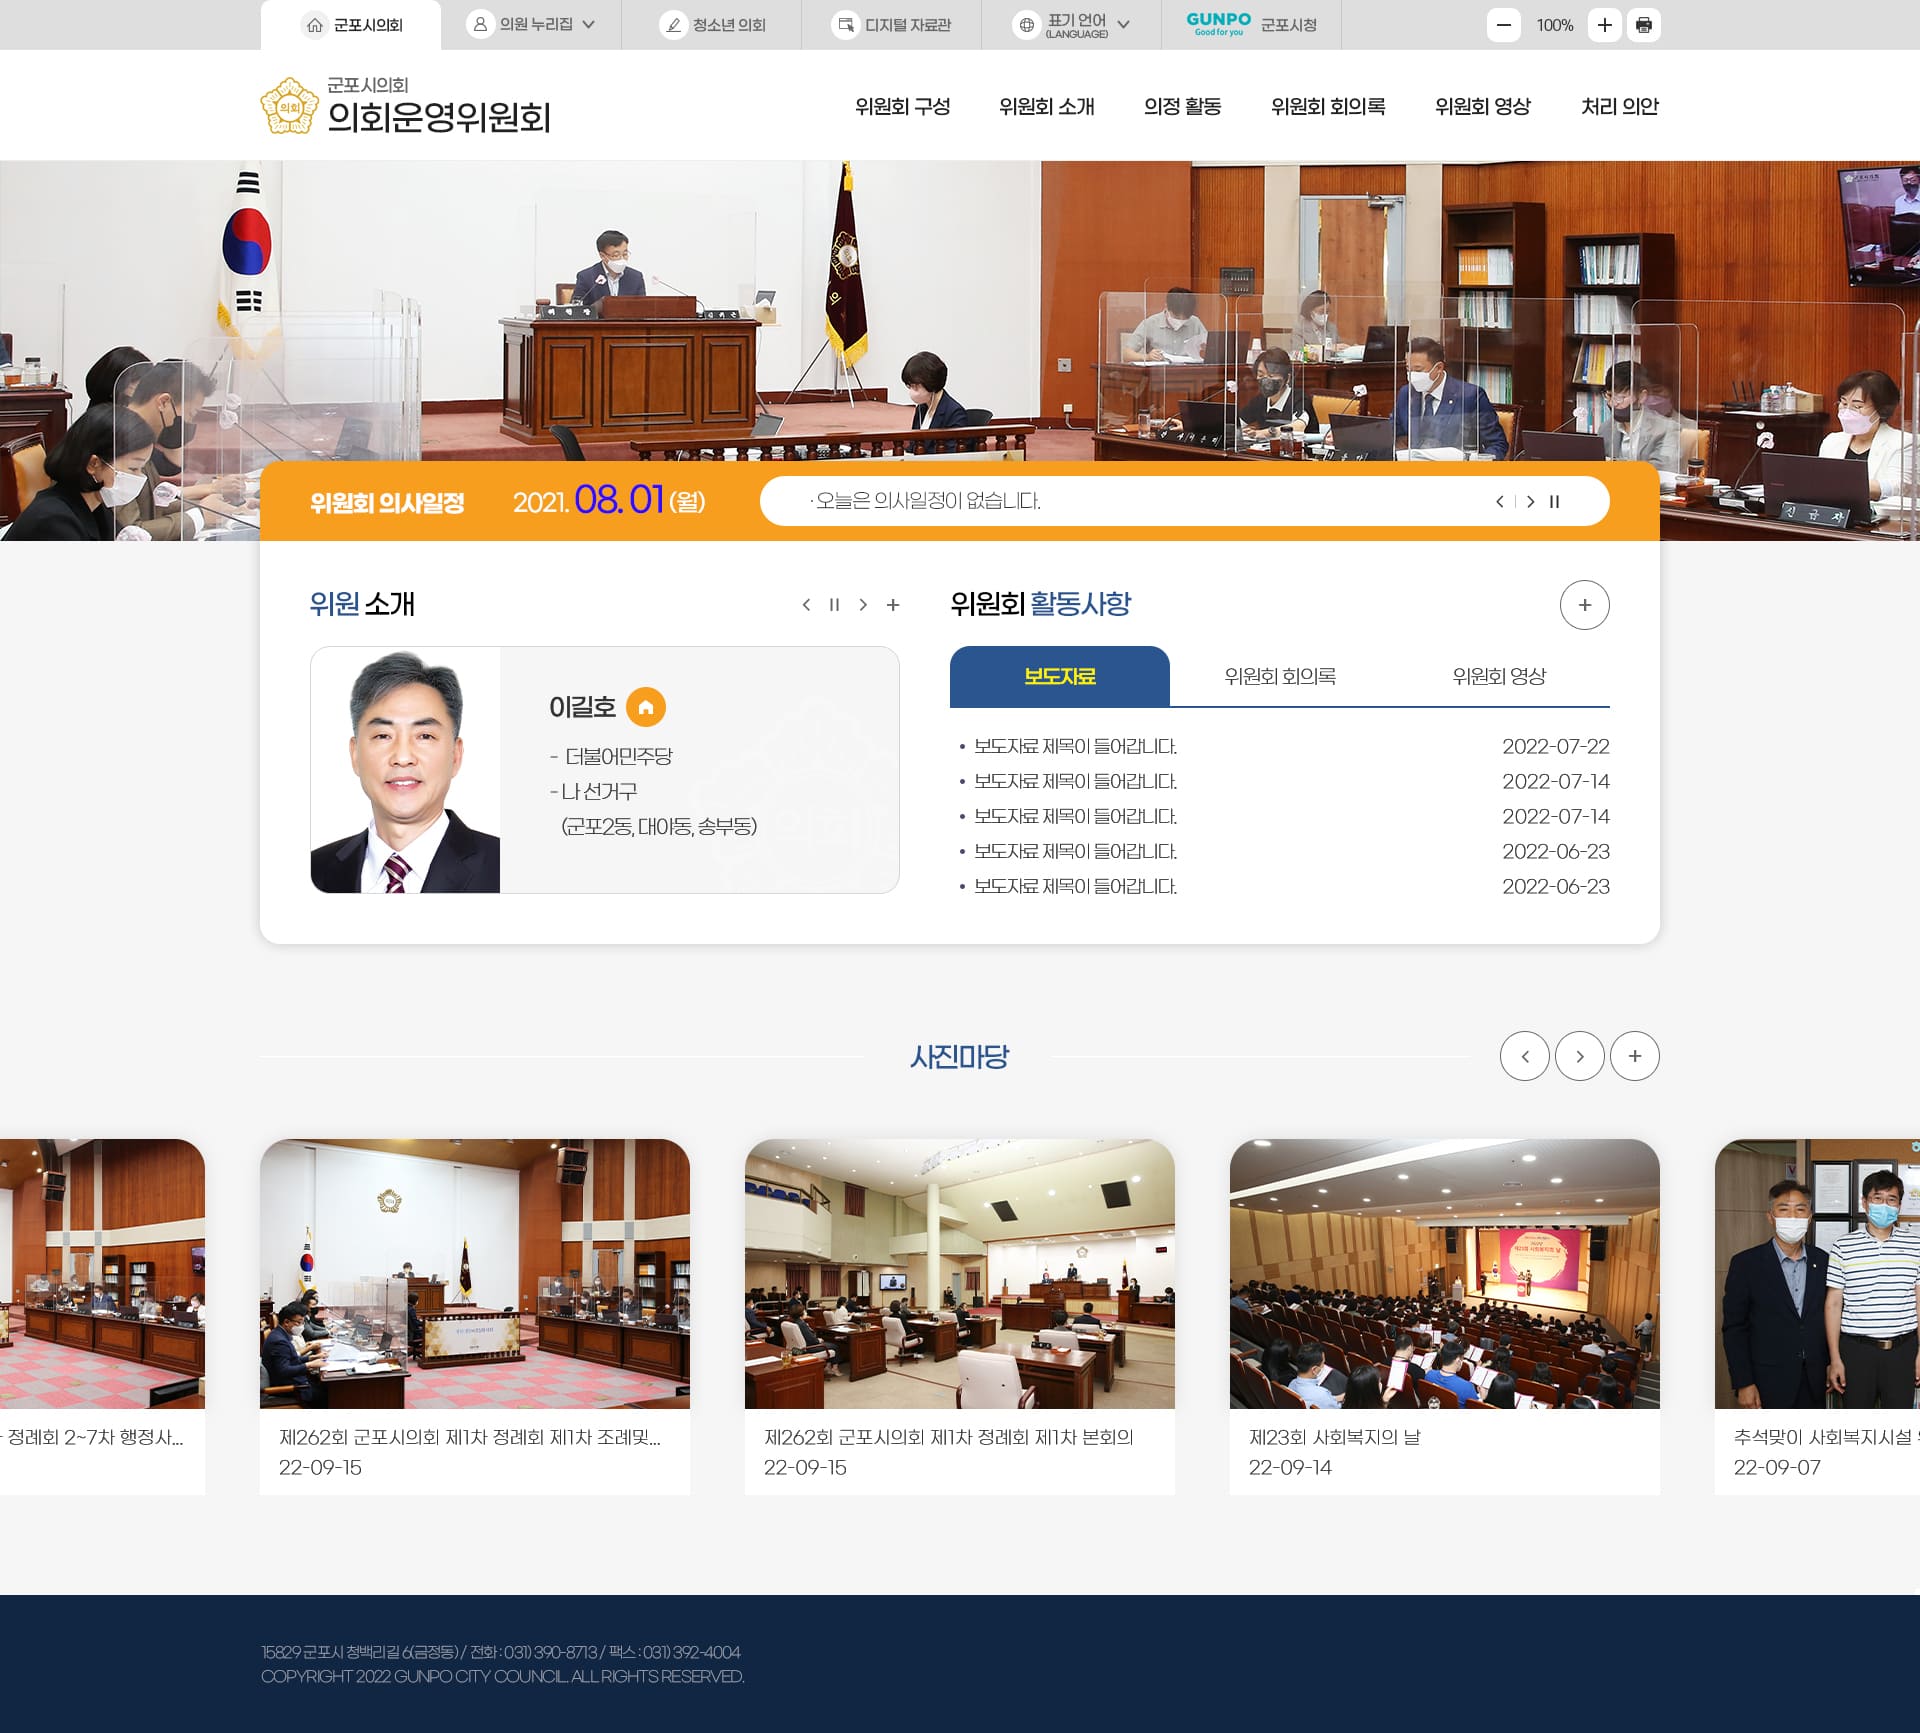 군포시의회
의원 누리집
청소년 의회
디지털 자료관
표기 언어
(LANGUAGE)
GUNPO
Good for you
군포시청
100%
의회
군포시의회
의회운영위원회
위원회 구성
위원회 소개
의정 활동
위원회 회의록
위원회 영상
처리 의안
위원회 의사일정
2021. 08. 01 (월)
· 오늘은 의사일정이 없습니다.
위원 소개
이길호
- 더불어민주당
- 나 선거구
(군포2동, 대야동, 송부동)
위원회 활동사항
보도자료
위원회 회의록
위원회 영상
• 보도자료 제목이 들어갑니다. 2022-07-22
• 보도자료 제목이 들어갑니다. 2022-07-14
• 보도자료 제목이 들어갑니다. 2022-07-14
• 보도자료 제목이 들어갑니다. 2022-06-23
• 보도자료 제목이 들어갑니다. 2022-06-23
사진마당
정례회 2~7차 행정사...
제262회 군포시의회 제1차 정례회 제1차 조례및...
22-09-15
제262회 군포시의회 제1차 정례회 제1차 본회의
22-09-15
제23회 사회복지의 날
22-09-14
추석맞이 사회복지시설
22-09-07
15829 군포시 청백리길 6(금정동) / 전화 : 031) 390-8713 / 팩스 : 031) 392-4004
COPYRIGHT 2022 GUNPO CITY COUNCIL. ALL RIGHTS RESERVED.